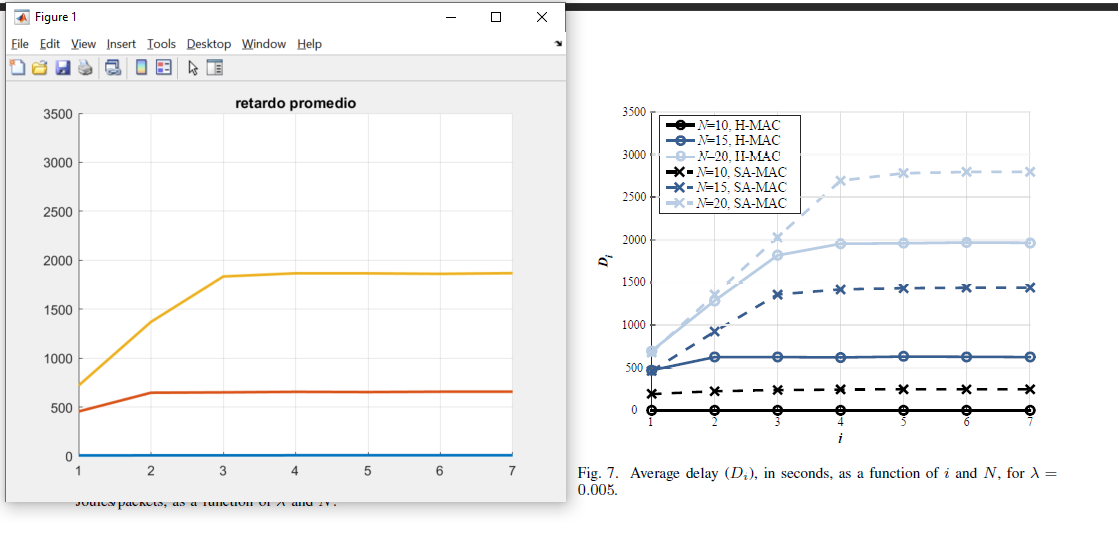 Figure 1
File Edit View Insert Tools Desktop Window Help
retardo promedio
3500
3000
2500
2000
1500
1000
500
0
1 2 3 4 5 6 7
3500
3000
2500
2000
1500
1000
500
0
N=10, H-MAC
N=15, H-MAC
N=20, H-MAC
N=10, SA-MAC
N=15, SA-MAC
N=20, SA-MAC
Di
1 2 3 4 5 6 7
i
Fig. 7. Average delay (Di), in seconds, as a function of i and N, for λ =
0.005.
Joules/packets, as a function of λ and N.